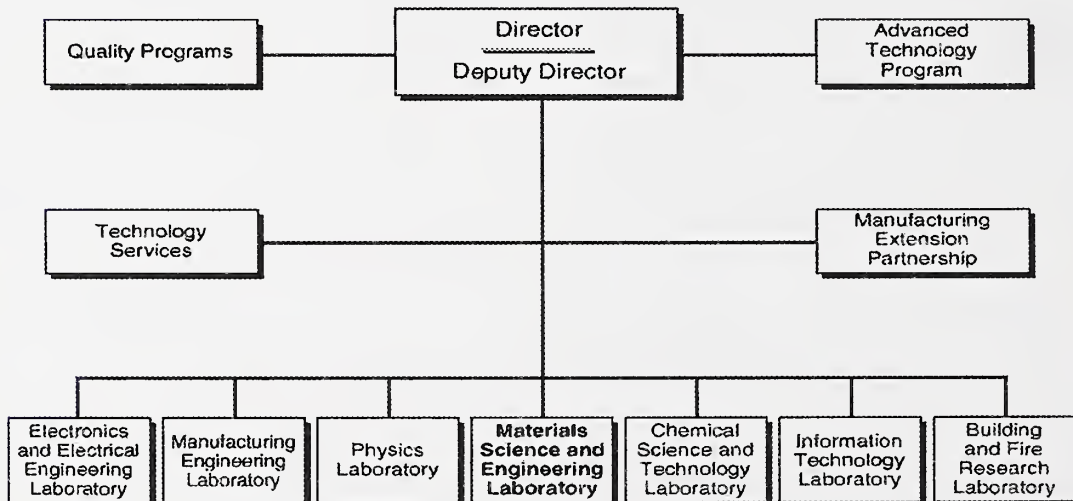 Quality Programs
Director
Deputy Director
Advanced
Technology
Program
Technology
Services
Manufacturing
Extension
Partnership
Electronics
and Electrical
Engineering
Laboratory
Manufacturing
Engineering
Laboratory
Physics
Laboratory
Materials
Science and
Engineering
Laboratory
Chemical
Science and
Technology
Laboratory
Information
Technology
Laboratory
Building
and Fire
Research
Laboratory